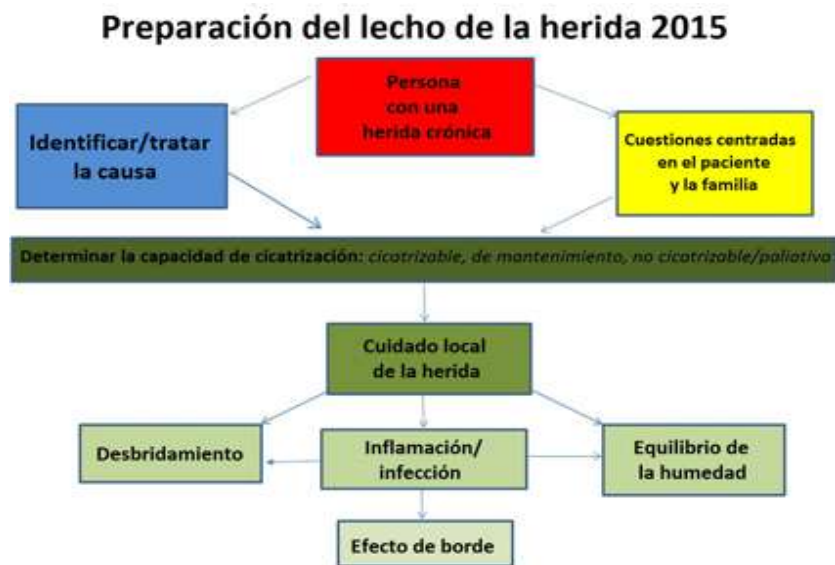 Preparación del lecho de la herida 2015
Persona
con una
herida crónica
Identificar/tratar
la causa
Cuestiones centradas
en el paciente
y la familia
Determinar la capacidad de cicatrización: cicatrizable, de mantenimiento, no cicatrizable/paliativa
Cuidado local
de la herida
Desbridamiento
Inflamación/
infección
Equilibrio de
la humedad
Efecto de borde